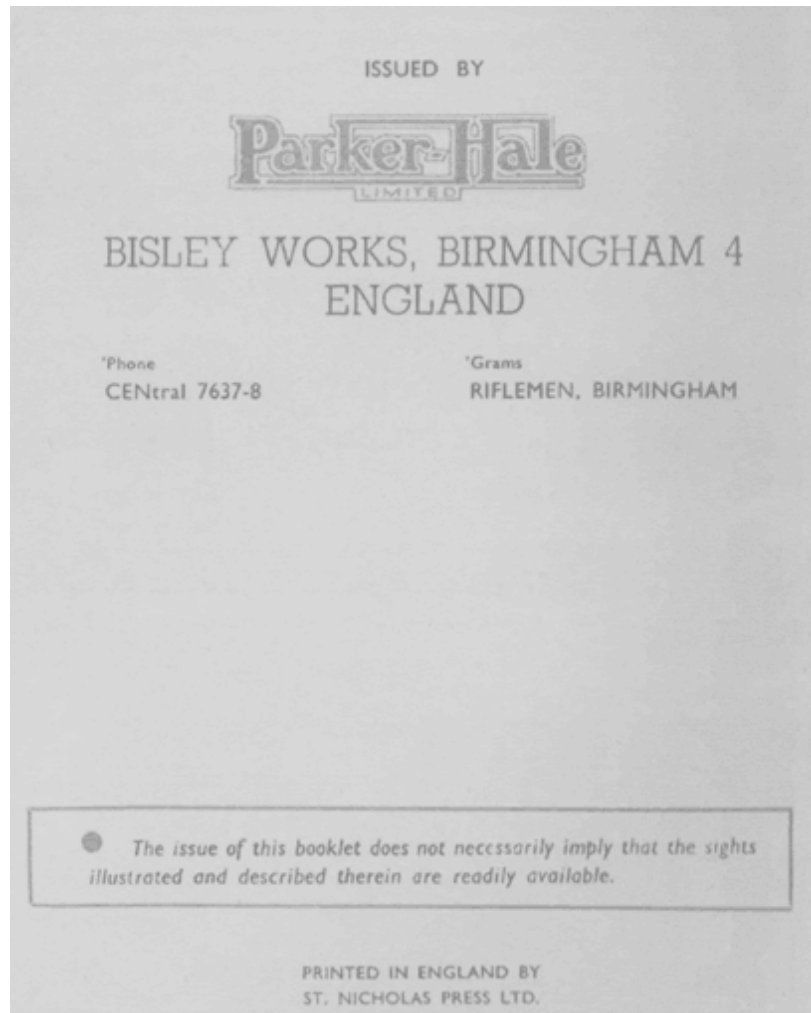 ISSUED BY
Parker-Hale
LIMITED
BISLEY WORKS, BIRMINGHAM 4
ENGLAND
'Phone
CENtral 7637-8
'Grams
RIFLEMEN, BIRMINGHAM
The issue of this booklet does not necessarily imply that the sights
illustrated and described therein are readily available.
PRINTED IN ENGLAND BY
ST. NICHOLAS PRESS LTD.